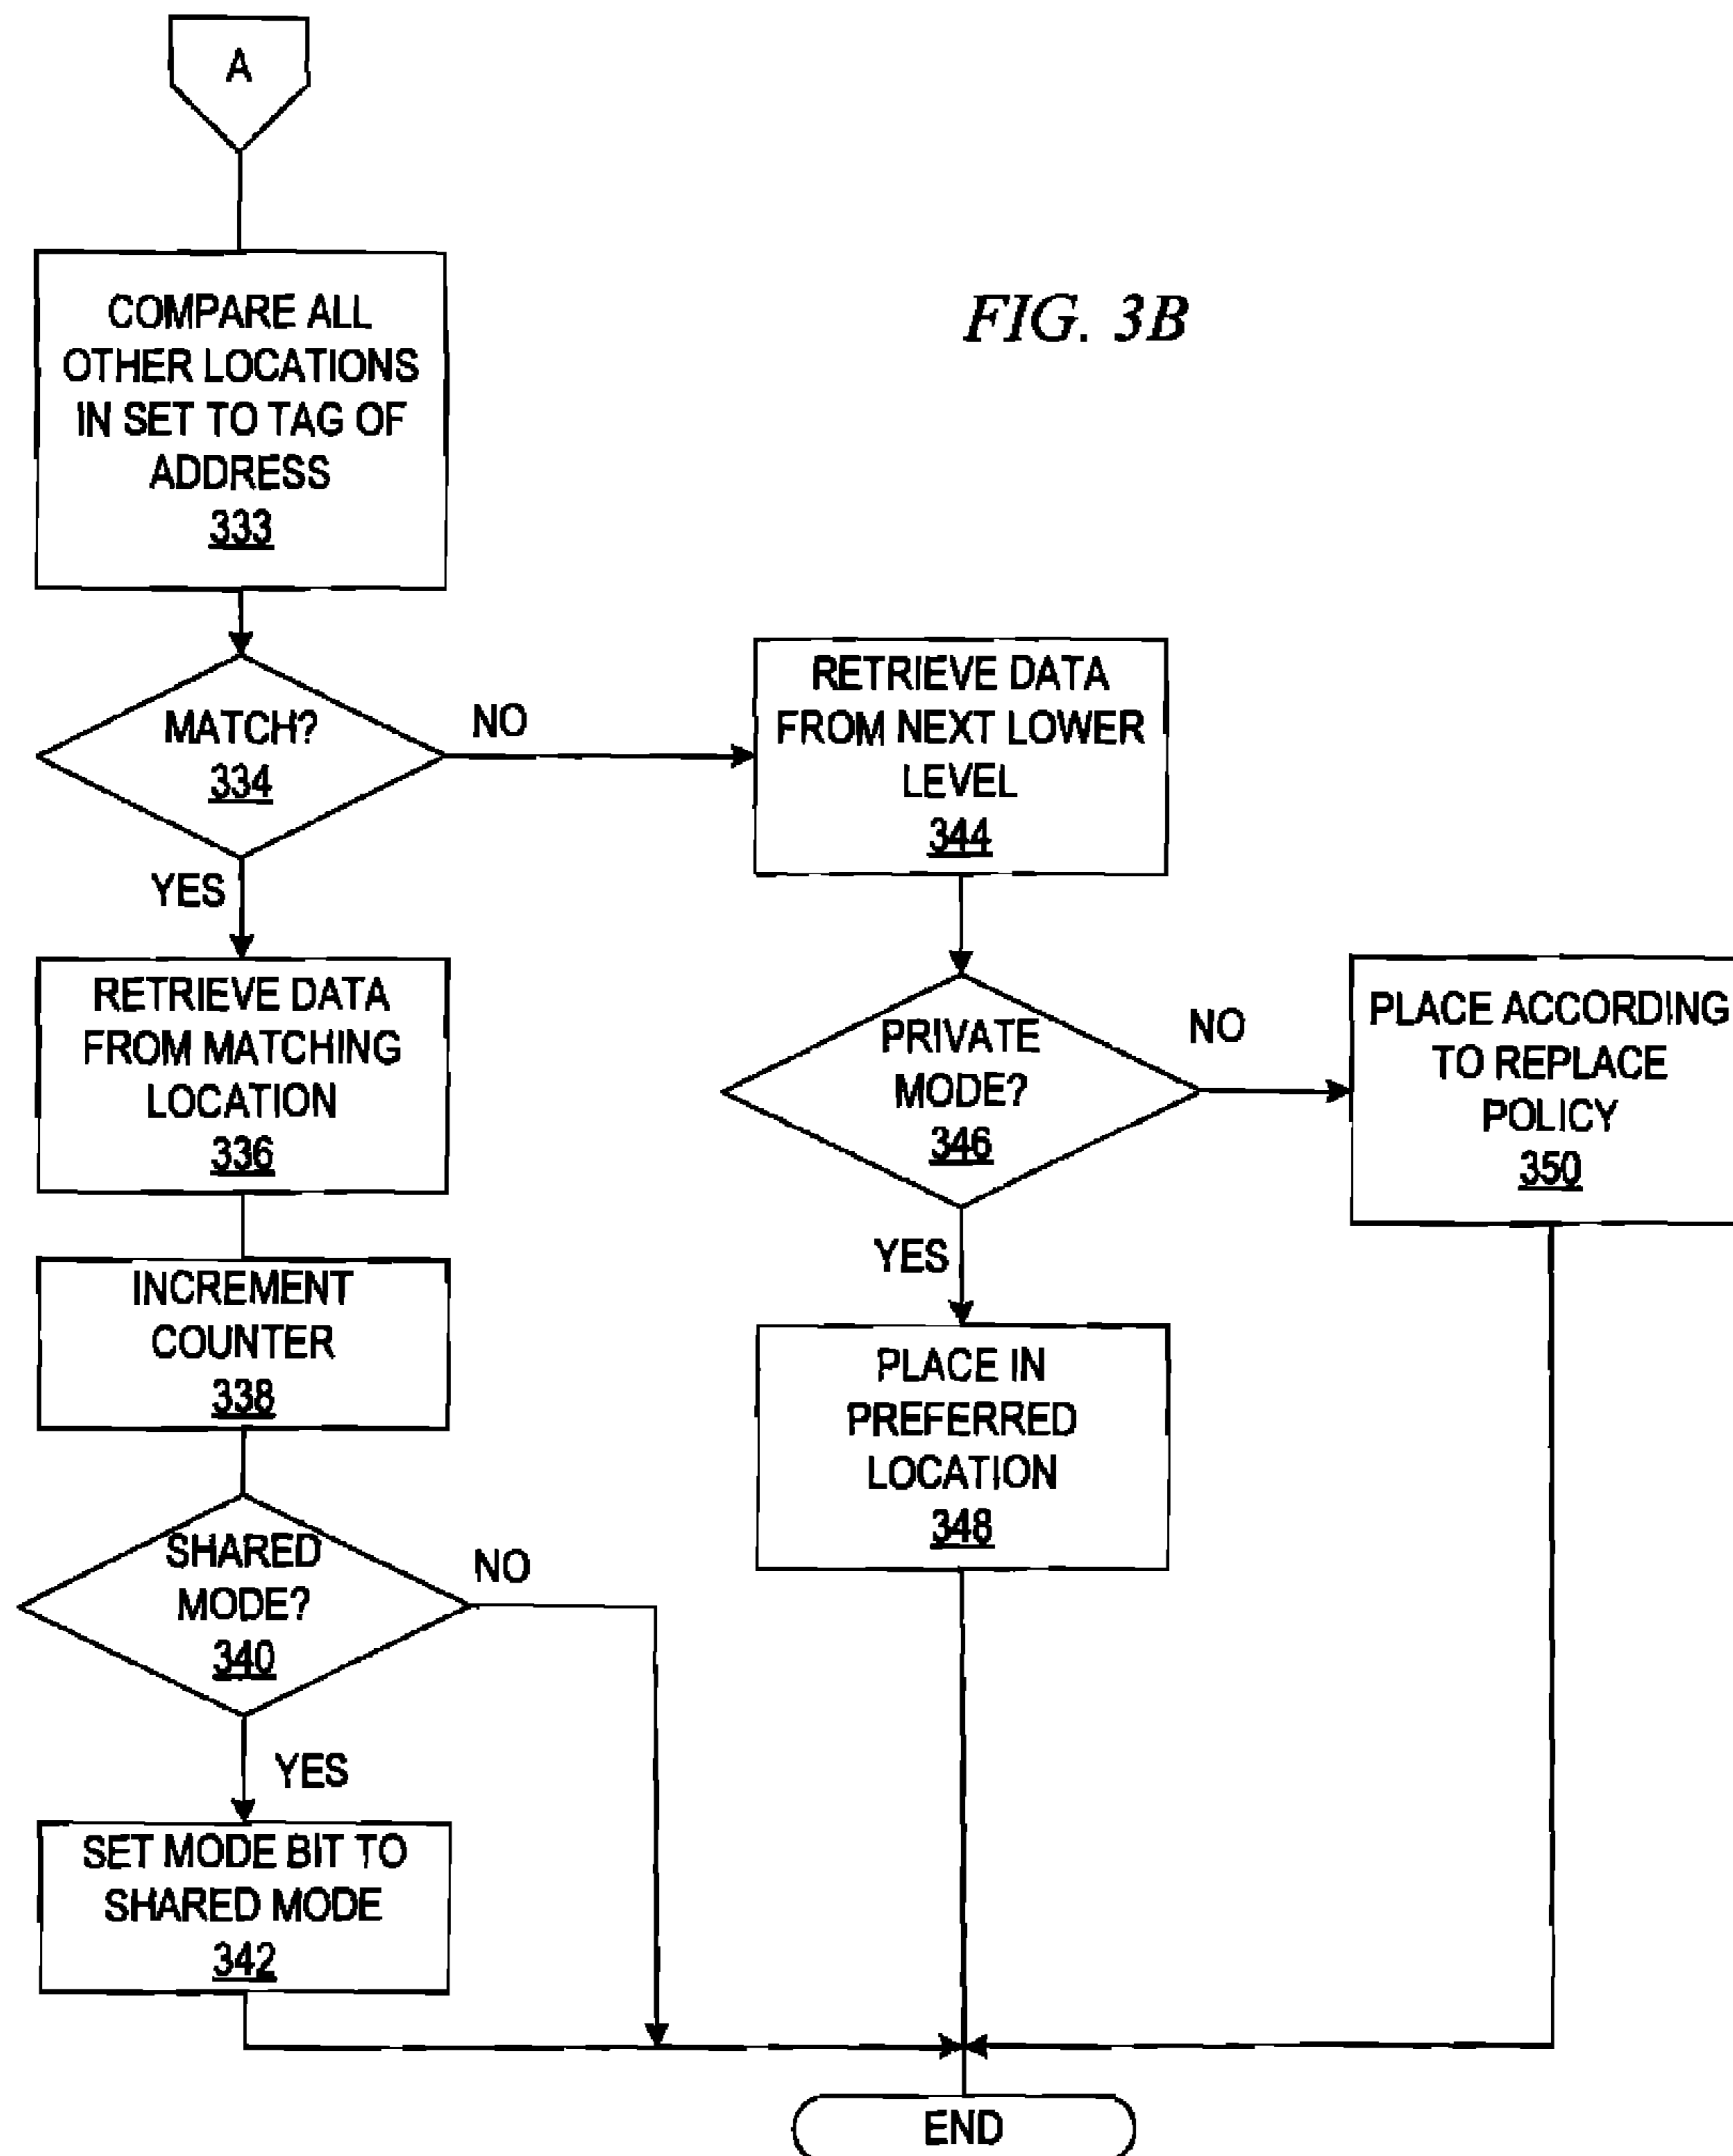 A
FIG. 3B
COMPARE ALL
OTHER LOCATIONS
IN SET TO TAG OF
ADDRESS
333
MATCH?
334
NO
YES
RETRIEVE DATA
FROM NEXT LOWER
LEVEL
344
RETRIEVE DATA
FROM MATCHING
LOCATION
336
PRIVATE
MODE?
346
NO
YES
PLACE ACCORDING
TO REPLACE
POLICY
350
INCREMENT
COUNTER
338
PLACE IN
PREFERRED
LOCATION
348
SHARED
MODE?
340
NO
YES
SET MODE BIT TO
SHARED MODE
342
END